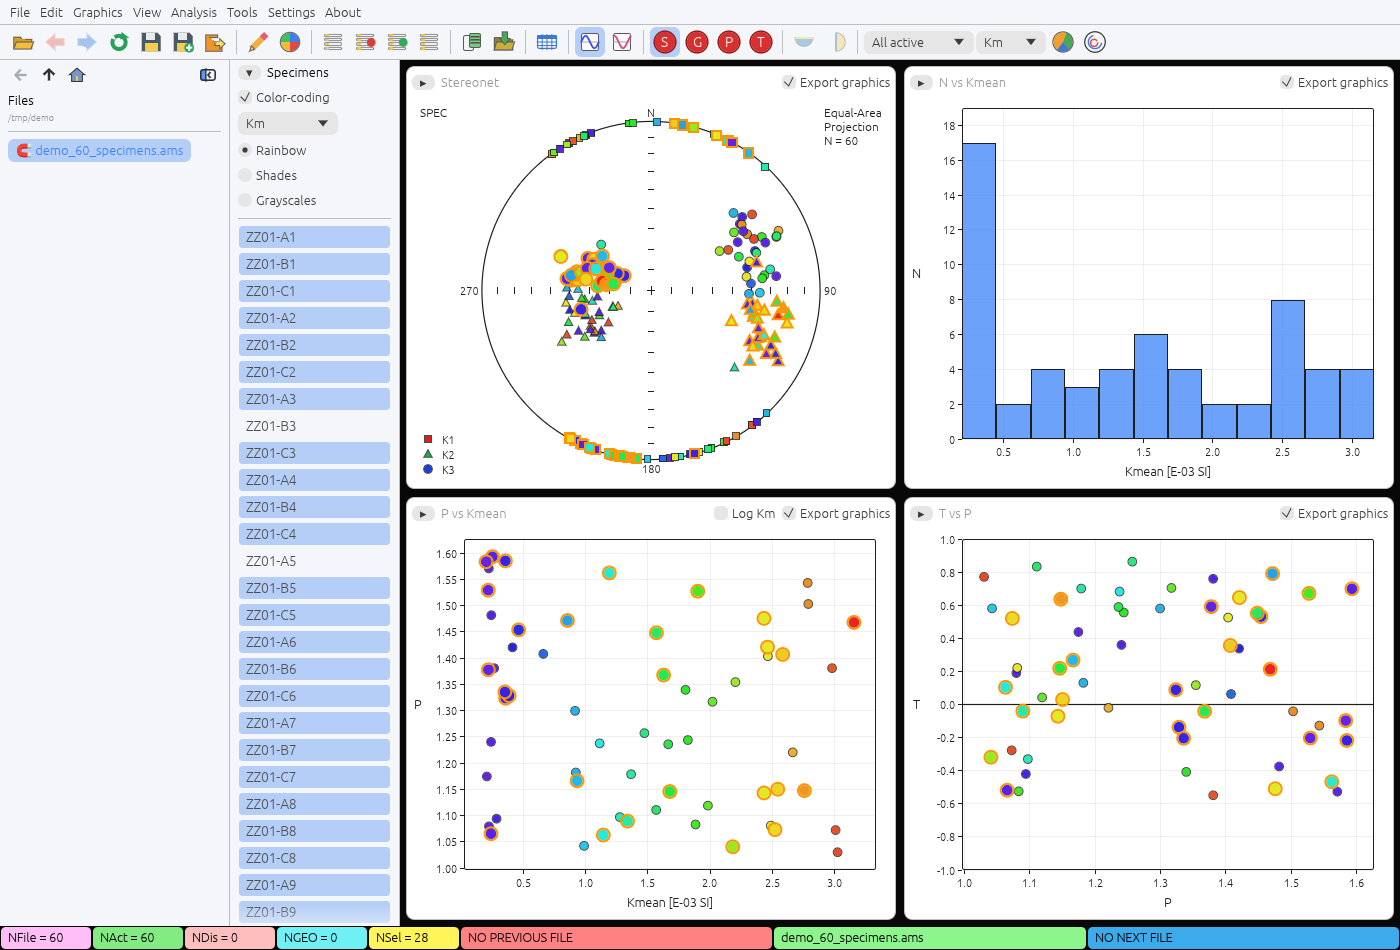 File Edit Graphics View Analysis Tools Settings About
S G P T All active Km
Files
/tmp/demo
demo_60_specimens.ams
Specimens
Color-coding
Km
Rainbow
Shades
Grayscales
ZZ01-A1
ZZ01-B1
ZZ01-C1
ZZ01-A2
ZZ01-B2
ZZ01-C2
ZZ01-A3
ZZ01-B3
ZZ01-C3
ZZ01-A4
ZZ01-B4
ZZ01-C4
ZZ01-A5
ZZ01-B5
ZZ01-C5
ZZ01-A6
ZZ01-B6
ZZ01-C6
ZZ01-A7
ZZ01-B7
ZZ01-C7
ZZ01-A8
ZZ01-B8
ZZ01-C8
ZZ01-A9
ZZ01-B9
Stereonet Export graphics
SPEC
N
Equal-Area
Projection
N = 60
270
90
180
K1
K2
K3
N vs Kmean Export graphics
18
16
14
12
10
8
6
4
2
0
N
0.5 1.0 1.5 2.0 2.5 3.0
Kmean [E-03 SI]
P vs Kmean Log Km Export graphics
1.60
1.55
1.50
1.45
1.40
1.35
1.30
1.25
1.20
1.15
1.10
1.05
1.00
P
0.5 1.0 1.5 2.0 2.5 3.0
Kmean [E-03 SI]
T vs P Export graphics
1.0
0.8
0.6
0.4
0.2
0.0
-0.2
-0.4
-0.6
-0.8
-1.0
T
1.0 1.1 1.2 1.3 1.4 1.5 1.6
P
NFile = 60 NAct = 60 NDis = 0 NGEO = 0 NSel = 28 NO PREVIOUS FILE demo_60_specimens.ams NO NEXT FILE